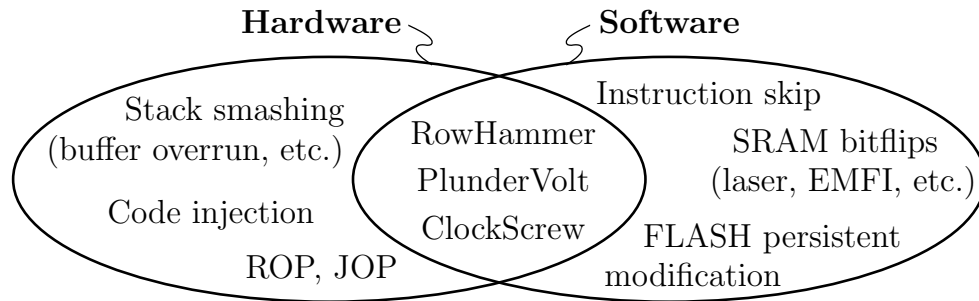 Hardware
Software
Stack smashing
(buffer overrun, etc.)
Code injection
ROP, JOP
RowHammer
PlunderVolt
ClockScrew
Instruction skip
SRAM bitflips
(laser, EMFI, etc.)
FLASH persistent
modification